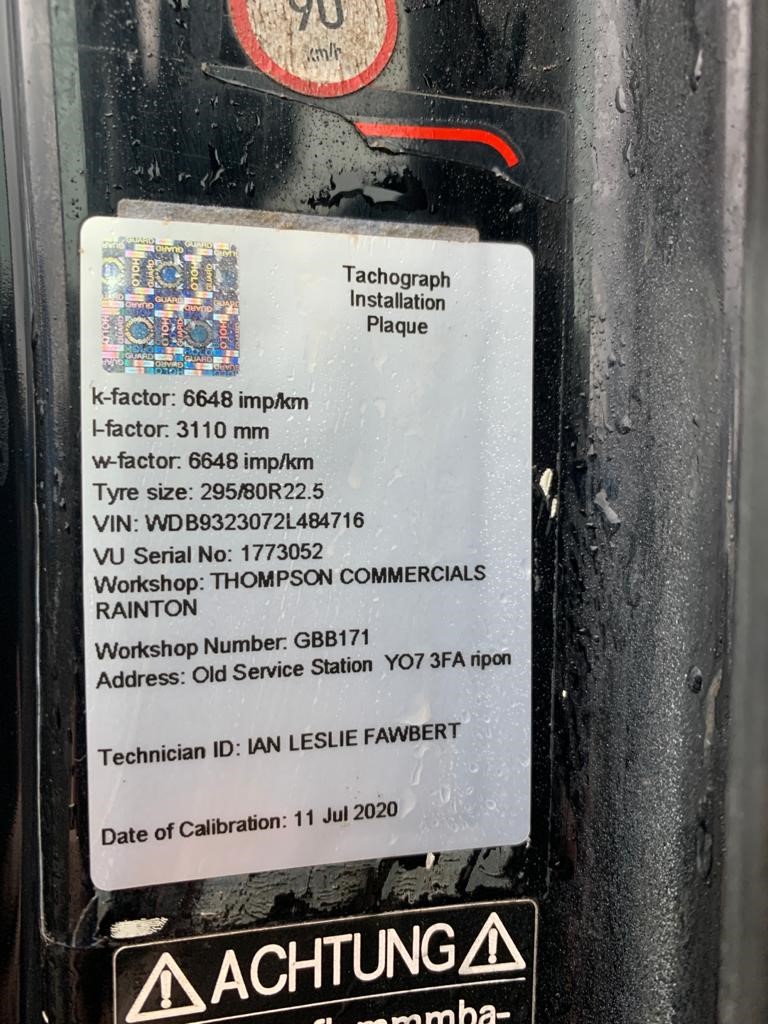 90
km/h
Tachograph
Installation
Plaque
k-factor: 6648 imp/km
l-factor: 3110 mm
w-factor: 6648 imp/km
Tyre size: 295/80R22.5
VIN: WDB9323072L484716
VU Serial No: 1773052
Workshop: THOMPSON COMMERCIALS
RAINTON
Workshop Number: GBB171
Address: Old Service Station YO7 3FA ripon
Technician ID: IAN LESLIE FAWBERT
Date of Calibration: 11 Jul 2020
ACHTUNG